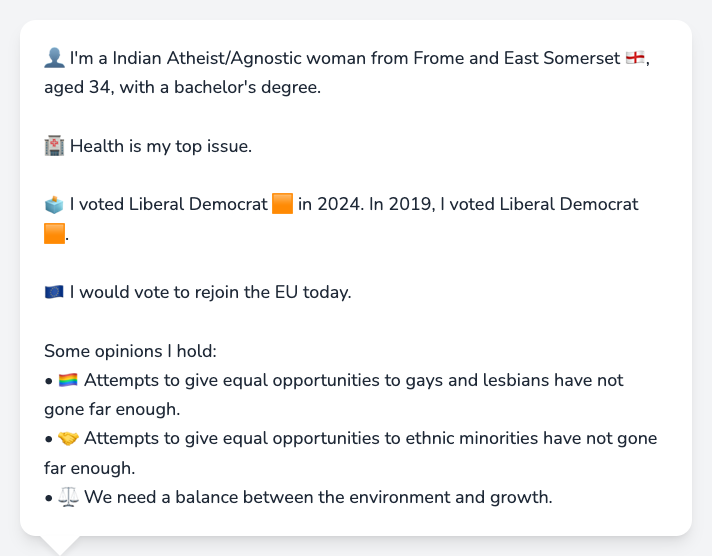 👤 I'm a Indian Atheist/Agnostic woman from Frome and East Somerset 🏴󠁧󠁢󠁥󠁮󠁧󠁿,
aged 34, with a bachelor's degree.
🏥 Health is my top issue.
🗳️ I voted Liberal Democrat 🟧 in 2024. In 2019, I voted Liberal Democrat
🟧.
🇪🇺 I would vote to rejoin the EU today.
Some opinions I hold:
• 🏳️‍🌈 Attempts to give equal opportunities to gays and lesbians have not
gone far enough.
• 🤝 Attempts to give equal opportunities to ethnic minorities have not gone
far enough.
• ⚖️ We need a balance between the environment and growth.